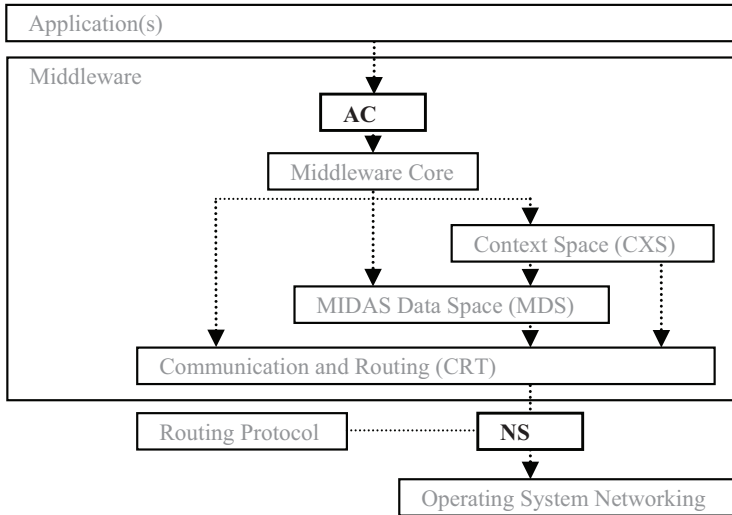 Application(s)
Middleware
AC
Middleware Core
Context Space (CXS)
MIDAS Data Space (MDS)
Communication and Routing (CRT)
Routing Protocol
NS
Operating System Networking